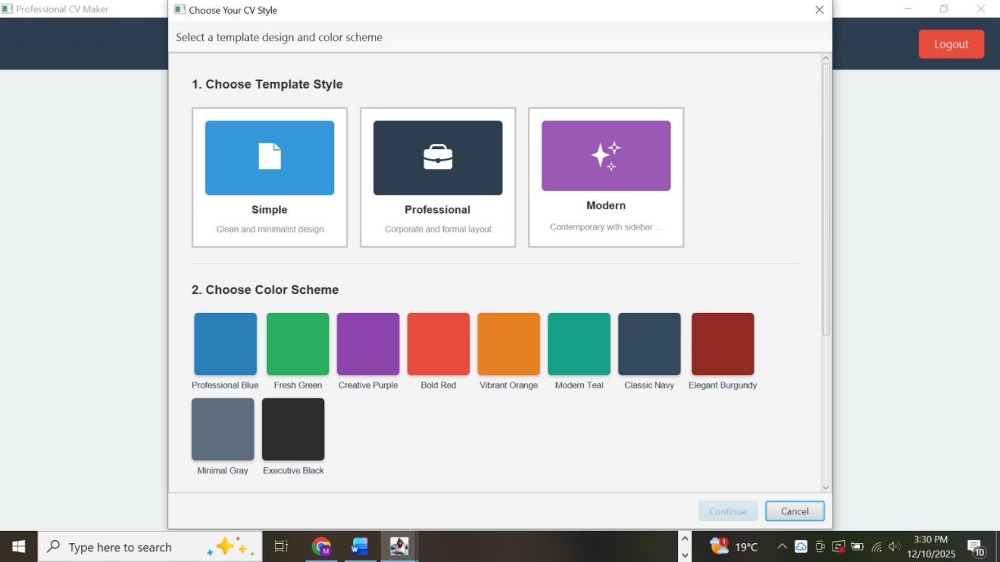 Professional CV Maker
Choose Your CV Style
Select a template design and color scheme
Logout
1. Choose Template Style
Simple
Clean and minimalist design
Professional
Corporate and formal layout
Modern
Contemporary with sidebar ...
2. Choose Color Scheme
Professional Blue
Fresh Green
Creative Purple
Bold Red
Vibrant Orange
Modern Teal
Classic Navy
Elegant Burgundy
Minimal Gray
Executive Black
Continue
Cancel
Type here to search
M
W
1
19°C
3:30 PM
12/10/2025
10